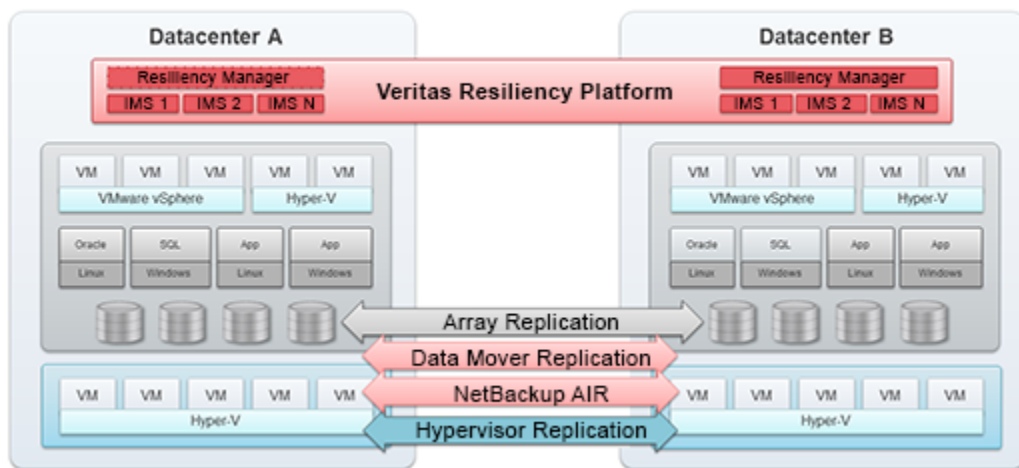 Datacenter A
Datacenter B
Resiliency Manager
IMS 1 IMS 2 IMS N
Veritas Resiliency Platform
Resiliency Manager
IMS 1 IMS 2 IMS N
VM VM VM VM VM
VMware vSphere Hyper-V
Oracle SQL App App
Linux Windows Linux Windows
VM VM VM VM VM
VMware vSphere Hyper-V
Oracle SQL App App
Linux Windows Linux Windows
Array Replication
Data Mover Replication
NetBackup AIR
Hypervisor Replication
VM VM VM VM VM
Hyper-V
VM VM VM VM VM
Hyper-V